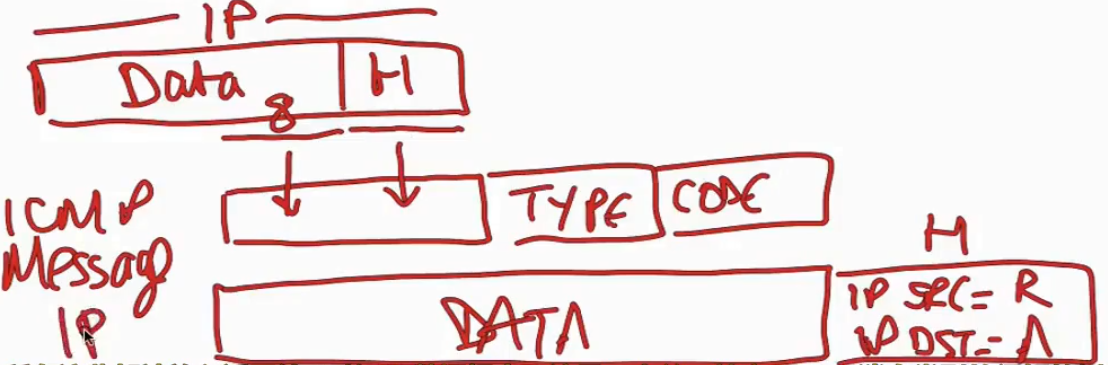 IP
Data H
8
ICMP TYPE CODE
Message
H
IP DATA IP SRC = R
IP DST = A